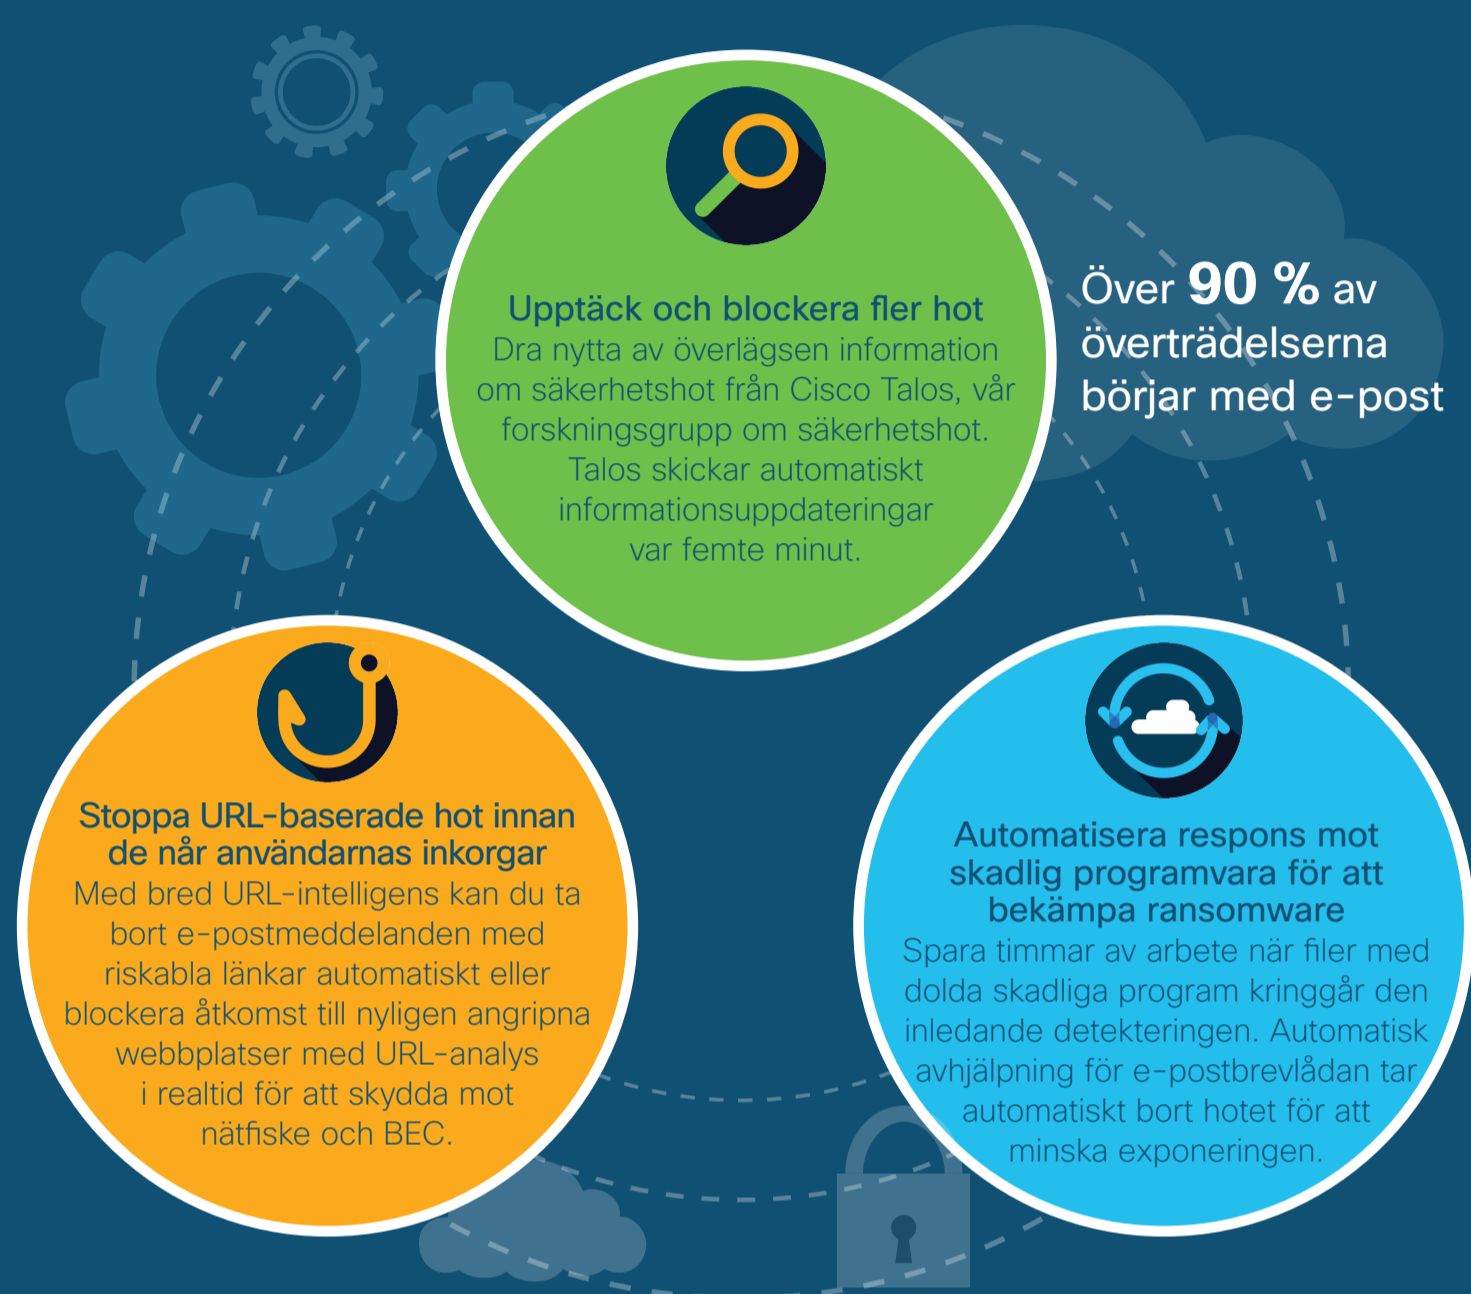 Upptäck och blockera fler hot
Dra nytta av överlägsen information
om säkerhetshot från Cisco Talos, vår
forskningsgrupp om säkerhetshot.
Talos skickar automatiskt
informationsuppdateringar
var femte minut.
Över 90 % av
överträdelserna
börjar med e-post
Stoppa URL-baserade hot innan
de når användarnas inkorgar
Med bred URL-intelligens kan du ta
bort e-postmeddelanden med
riskabla länkar automatiskt eller
blockera åtkomst till nyligen angripna
webbplatser med URL-analys
i realtid för att skydda mot
nätfiske och BEC.
Automatisera respons mot
skadlig programvara för att
bekämpa ransomware
Spara timmar av arbete när filer med
dolda skadliga program kringgår den
inledande detekteringen. Automatisk
avhjälpning för e-postbrevlådan tar
automatiskt bort hotet för att
minska exponeringen.